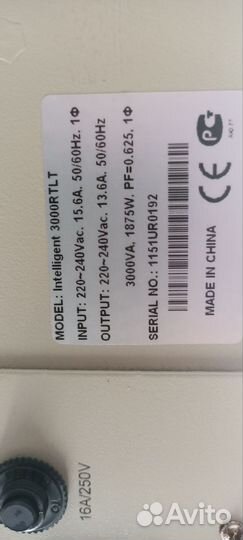 MODEL: Intelligent 3000RTLT
INPUT: 220~240Vac. 15.6A. 50/60Hz. 1Φ
OUTPUT: 220~240Vac. 13.6A. 50/60Hz
3000VA. 1875W. PF=0.625, 1Φ
SERIAL NO.: 1151UR0192
MADE IN CHINA
CE
16A/250V
Avito